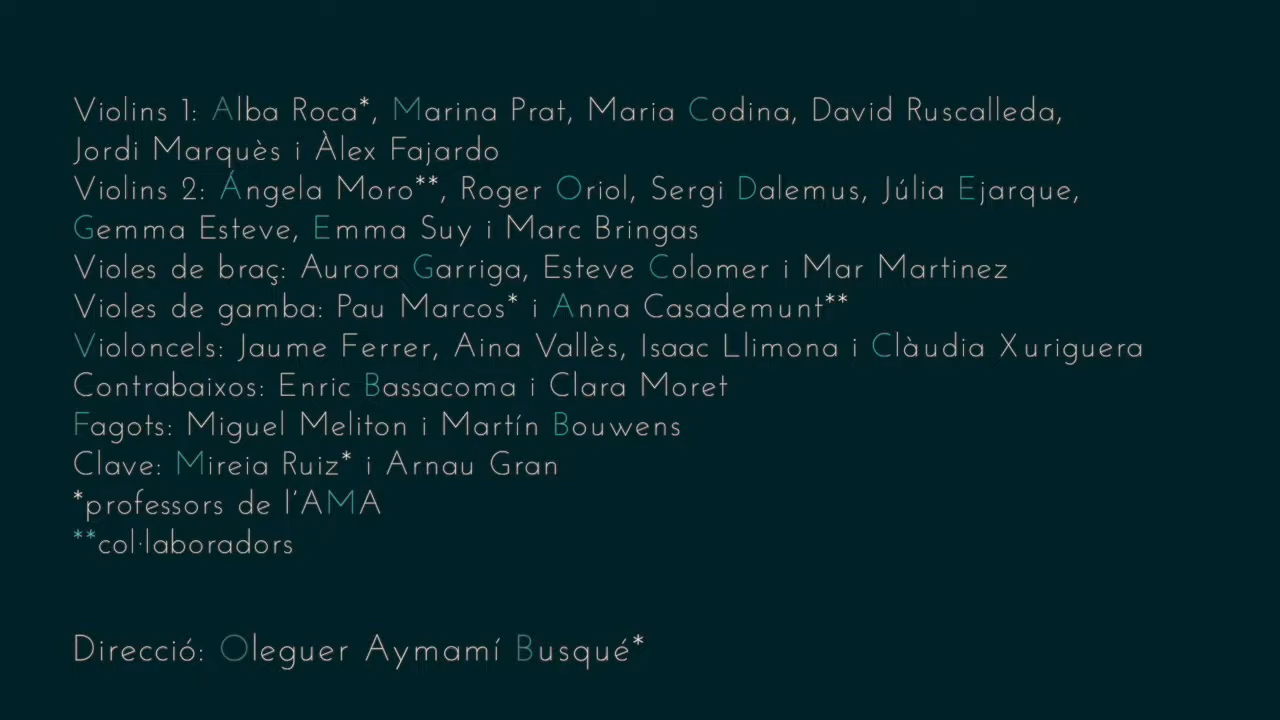 Violins 1: Alba Roca*, Marina Prat, Maria Codina, David Ruscalleda,
Jordi Marquès i Àlex Fajardo
Violins 2: Ángela Moro**, Roger Oriol, Sergi Dalemus, Júlia Ejarque,
Gemma Esteve, Emma Suy i Marc Bringas
Violes de braç: Aurora Garriga, Esteve Colomer i Mar Martinez
Violes de gamba: Pau Marcos* i Anna Casademunt**
Violoncels: Jaume Ferrer, Aina Vallès, Isaac Llimona i Clàudia Xuriguera
Contrabaixos: Enric Bassacoma i Clara Moret
Fagots: Miguel Meliton i Martín Bouwens
Clave: Mireia Ruiz* i Arnau Gran
*professors de l'AMA
**col·laboradors
Direcció: Oleguer Aymamí Busqué*